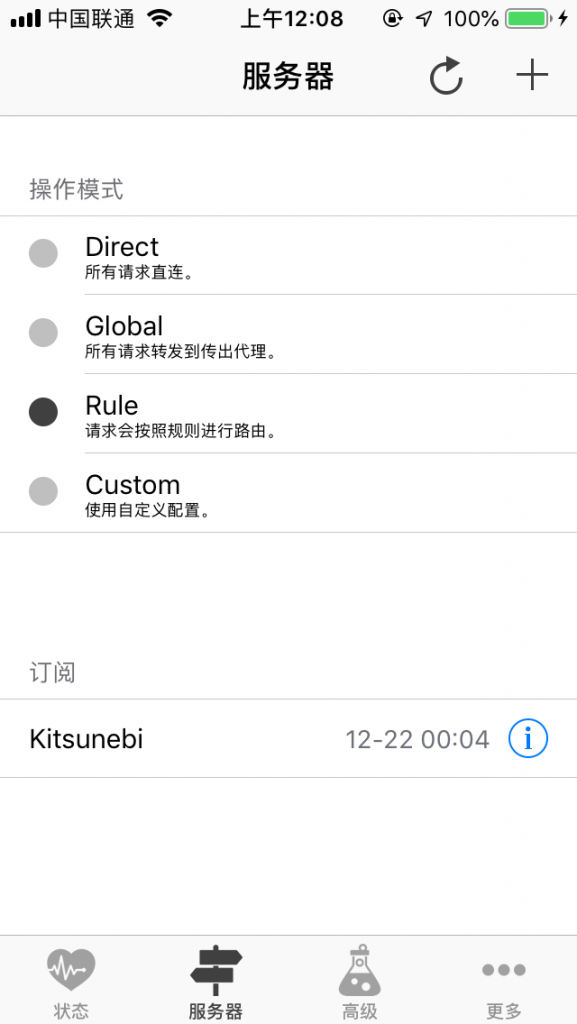 中国联通 上午12:08 100%
服务器
操作模式
Direct
所有请求直连。
Global
所有请求转发到传出代理。
Rule
请求会按照规则进行路由。
Custom
使用自定义配置。
订阅
Kitsunebi 12-22 00:04
状态 服务器 高级 更多